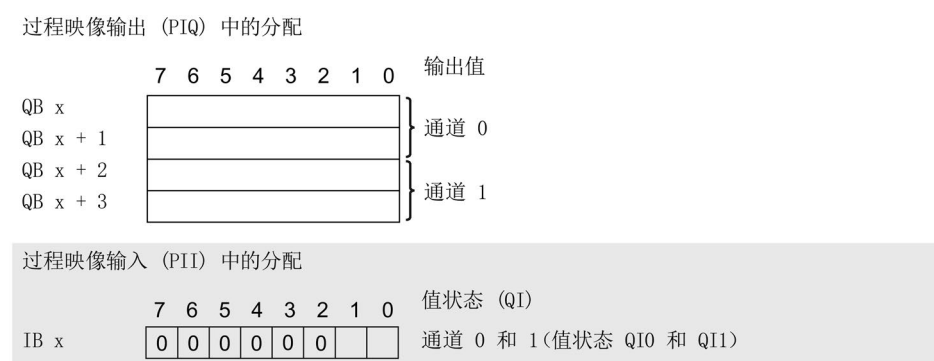 过程映像输出 (PIQ) 中的分配
7 6 5 4 3 2 1 0 输出值
QB x
QB x + 1 通道 0
QB x + 2
QB x + 3 通道 1
过程映像输入 (PII) 中的分配
7 6 5 4 3 2 1 0 值状态 (QI)
IB x 0 0 0 0 0 0 通道 0 和 1(值状态 QI0 和 QI1)